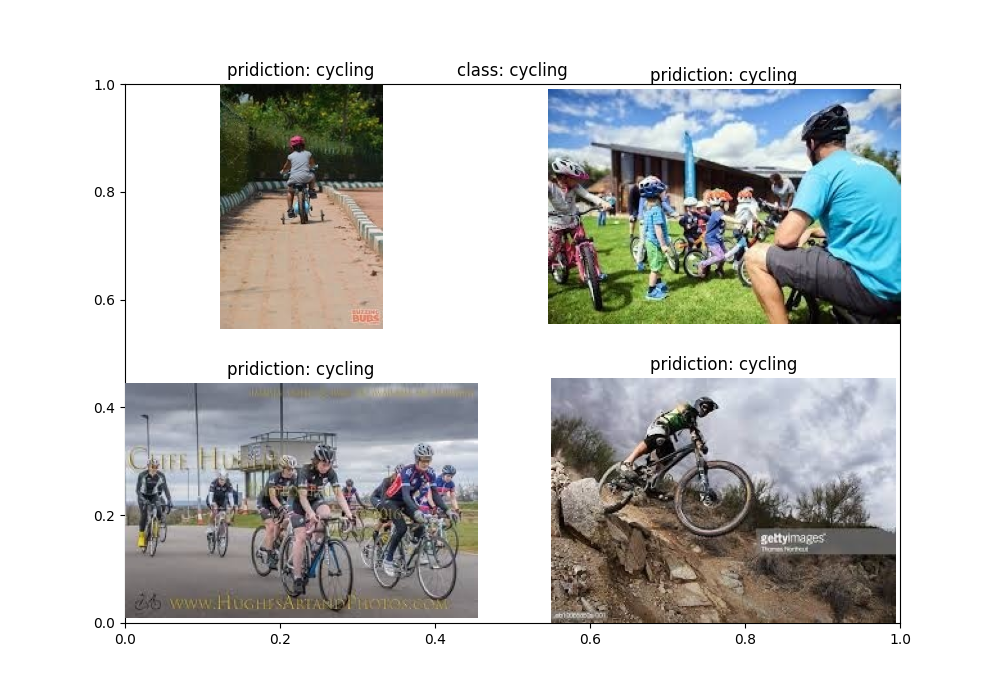 pridiction: cycling
class: cycling
pridiction: cycling
1.0
0.8
0.6
0.4
0.2
0.0
BUBS
pridiction: cycling
pridiction: cycling
Cliff Hughes
www.HughesArtandPhotos.com
gettyimages®
Thomas Northcut
0.0
0.2
0.4
0.6
0.8
1.0